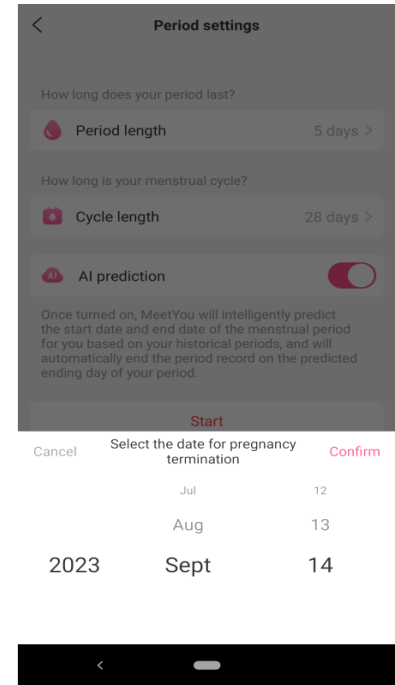 Period settings
How long does your period last?
Period length 5 days >
How long is your menstrual cycle?
Cycle length 28 days >
AI AI prediction
Once turned on, MeetYou will intelligently predict
the start date and end date of the menstrual period
for you based on your historical periods, and will
automatically end the period record on the predicted
ending day of your period.
Start
Cancel Select the date for pregnancy termination Confirm
Jul 12
Aug 13
2023 Sept 14